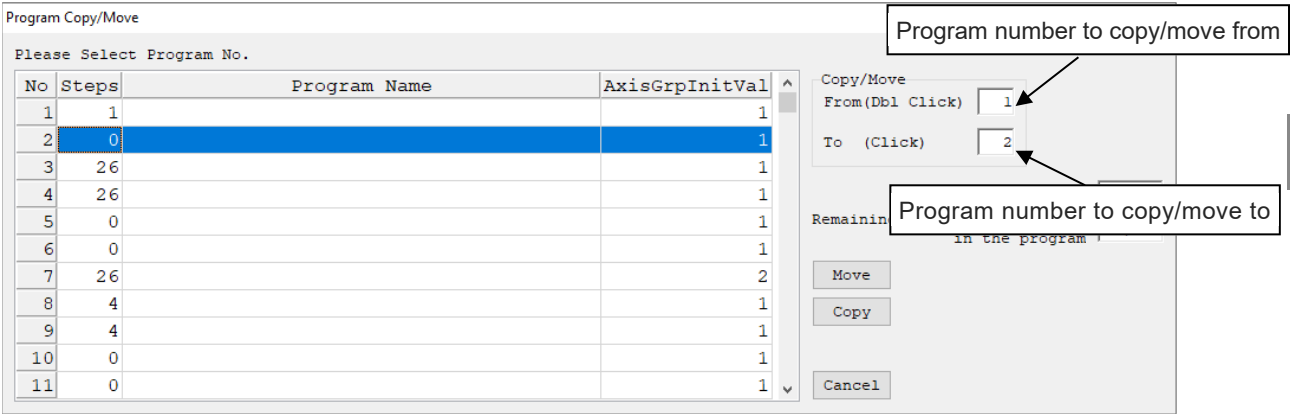 Program Copy/Move
Program number to copy/move from
Please Select Program No.
No Steps Program Name AxisGrpInitVal
1 1 1
2 0 1
3 26 1
4 26 1
5 0 1
6 0 1
7 26 2
8 4 1
9 4 1
10 0 1
11 0 1
Copy/Move
From(Dbl Click) 1
To (Click) 2
Program number to copy/move to
Remaining
in the program
Move
Copy
Cancel